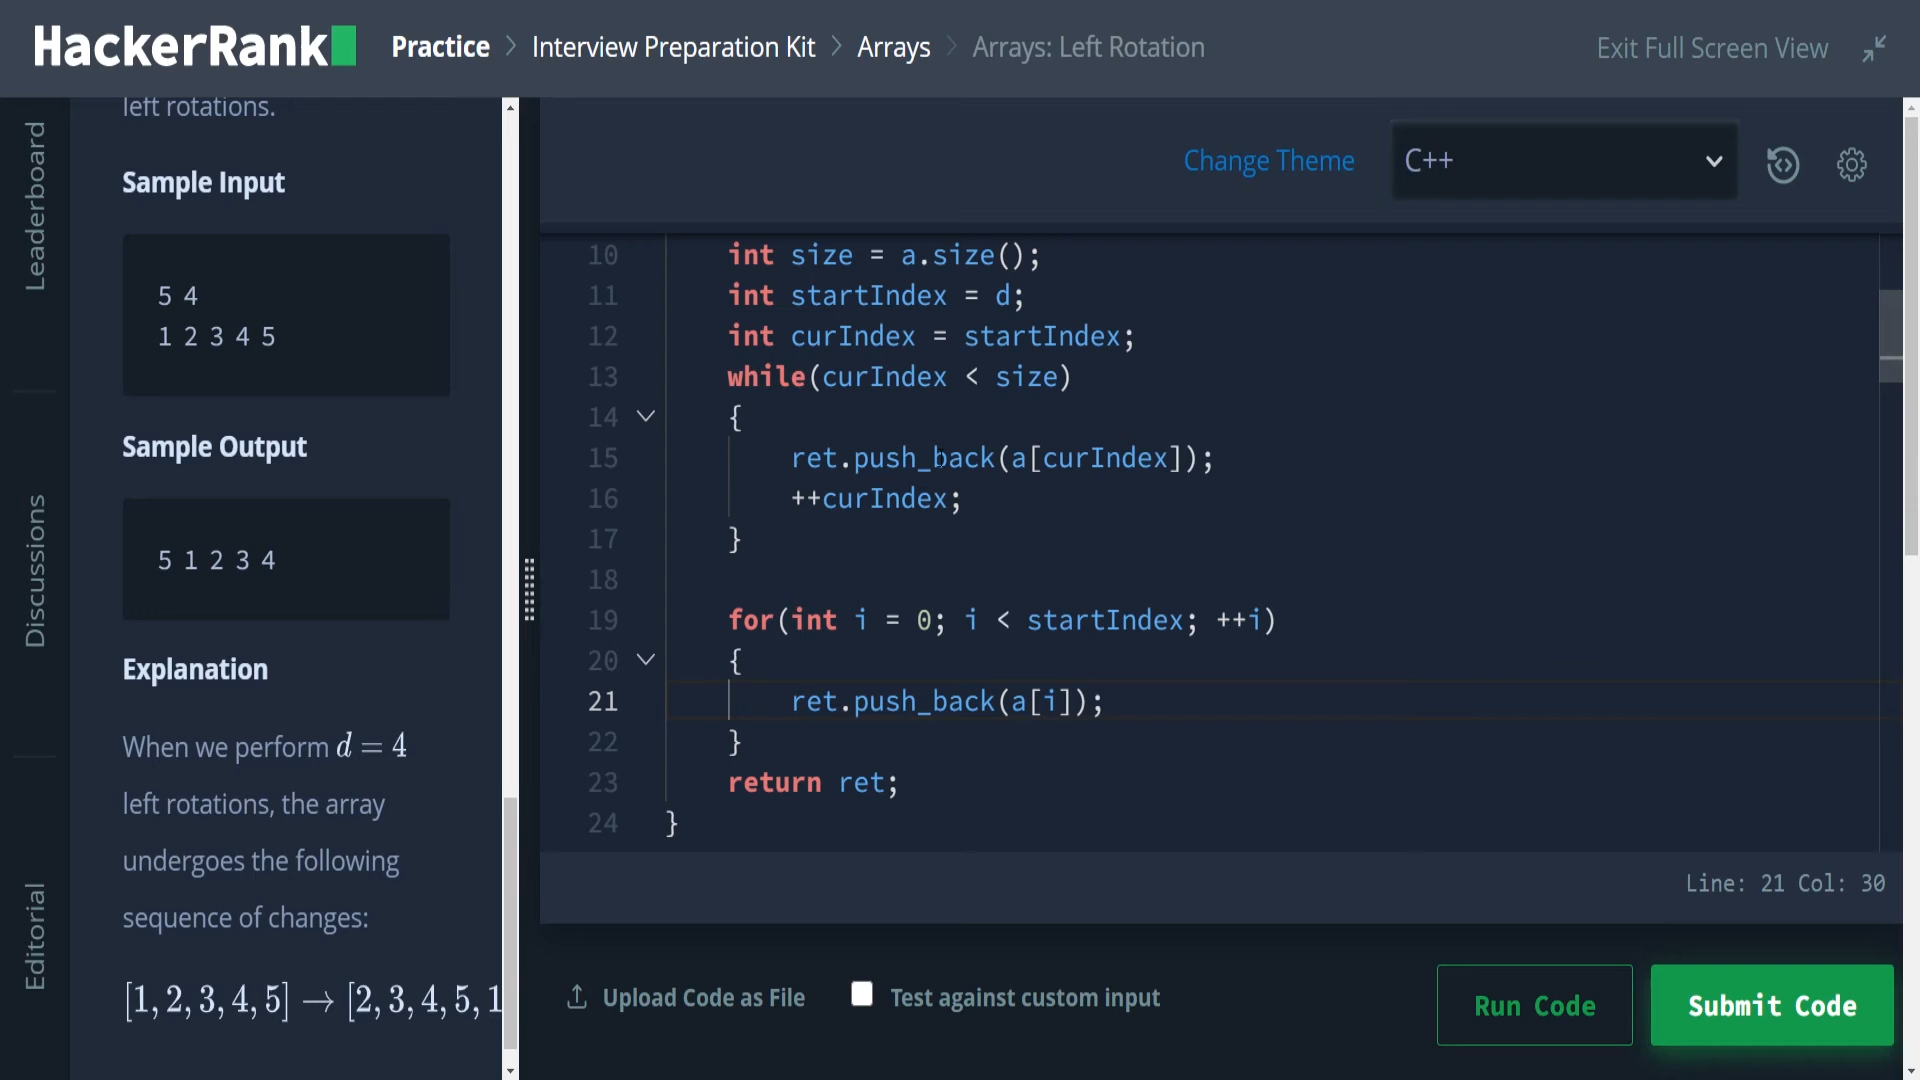 HackerRank
Practice > Interview Preparation Kit > Arrays > Arrays: Left Rotation
Exit Full Screen View
Leaderboard
Discussions
Editorial
left rotations.
Sample Input
5 4
1 2 3 4 5
Sample Output
5 1 2 3 4
Explanation
When we perform d = 4
left rotations, the array
undergoes the following
sequence of changes:
[1, 2, 3, 4, 5] → [2, 3, 4, 5, 1
Change Theme
C++
10 int size = a.size();
11 int startIndex = d;
12 int curIndex = startIndex;
13 while(curIndex < size)
14 {
15 ret.push_back(a[curIndex]);
16 ++curIndex;
17 }
18
19 for(int i = 0; i < startIndex; ++i)
20 {
21 ret.push_back(a[i]);
22 }
23 return ret;
24 }
Line: 21 Col: 30
Upload Code as File
Test against custom input
Run Code
Submit Code